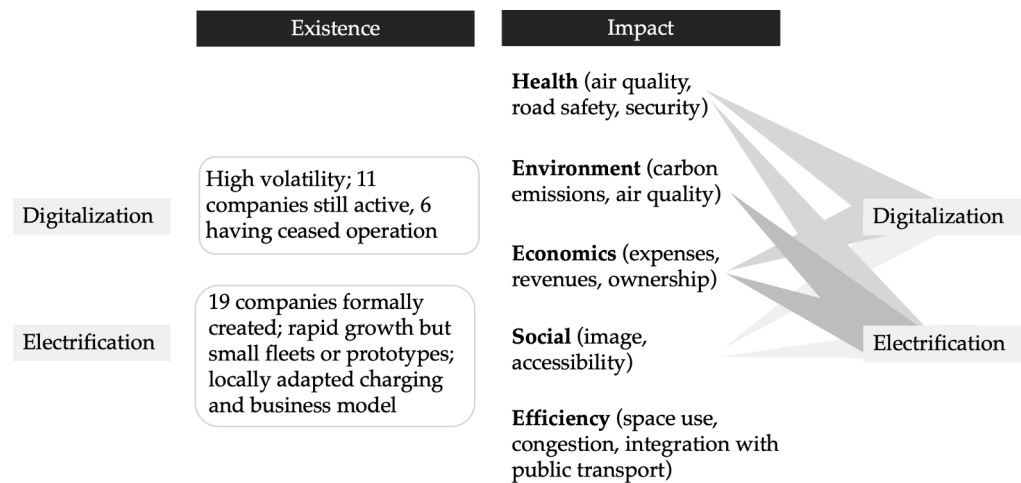 Existence
Impact
Health (air quality,
road safety, security)
Environment (carbon
emissions, air quality)
Economics (expenses,
revenues, ownership)
Social (image,
accessibility)
Efficiency (space use,
congestion, integration with
public transport)
Digitalization
High volatility; 11
companies still active, 6
having ceased operation
Electrification
19 companies formally
created; rapid growth but
small fleets or prototypes;
locally adapted charging
and business model
Digitalization
Electrification